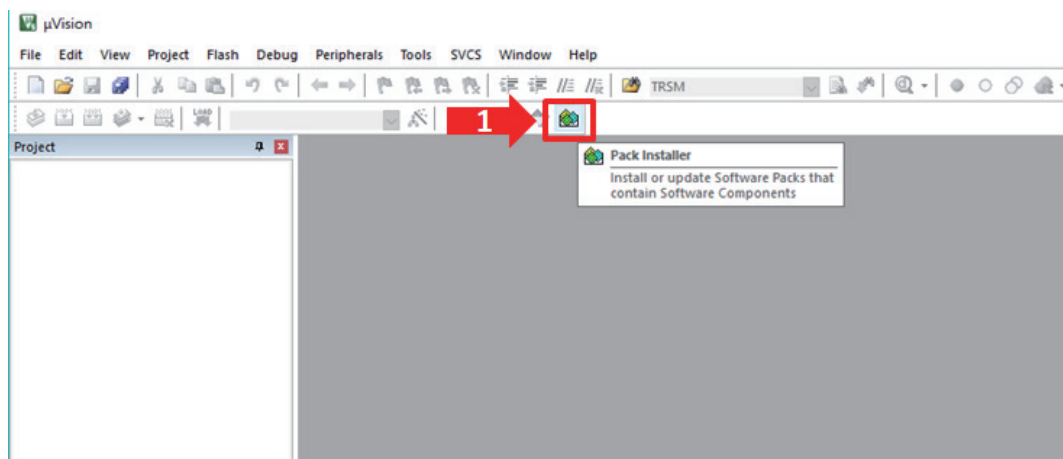 µVision
File Edit View Project Flash Debug Peripherals Tools SVCS Window Help
TRSM
LOAD
1
Project
Pack Installer
Install or update Software Packs that
contain Software Components